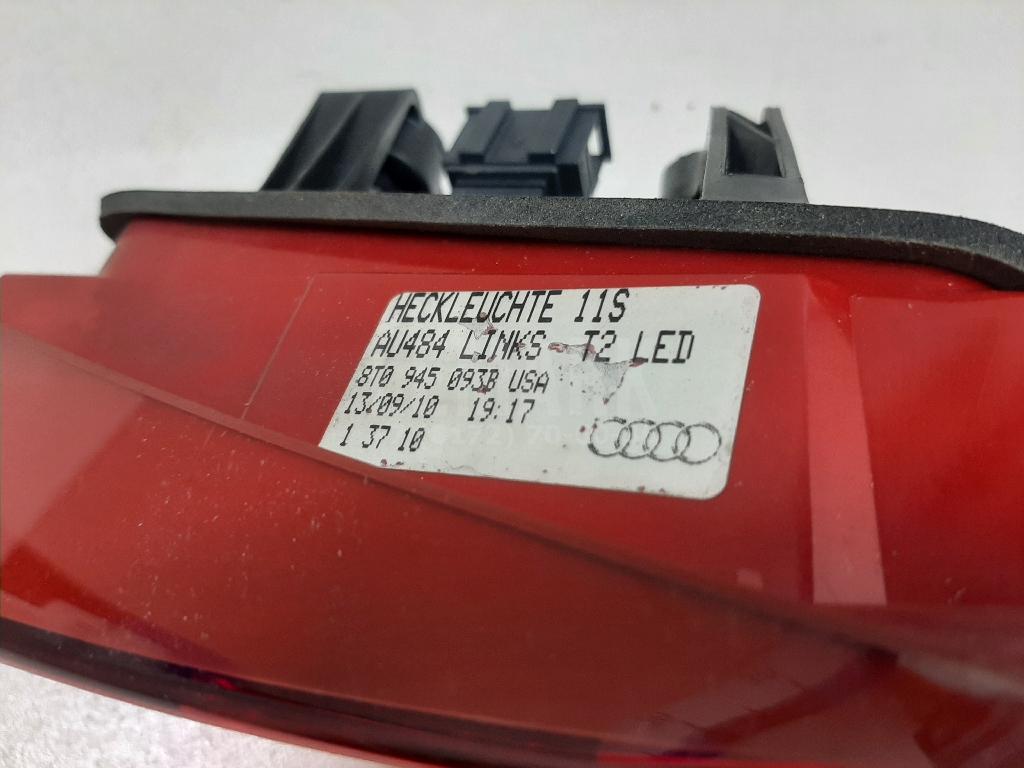 HECKLEUCHTE 11S
AU484 LINKS T2 LED
8T0 945 093B USA
13/09/10 19:17
1 37 10